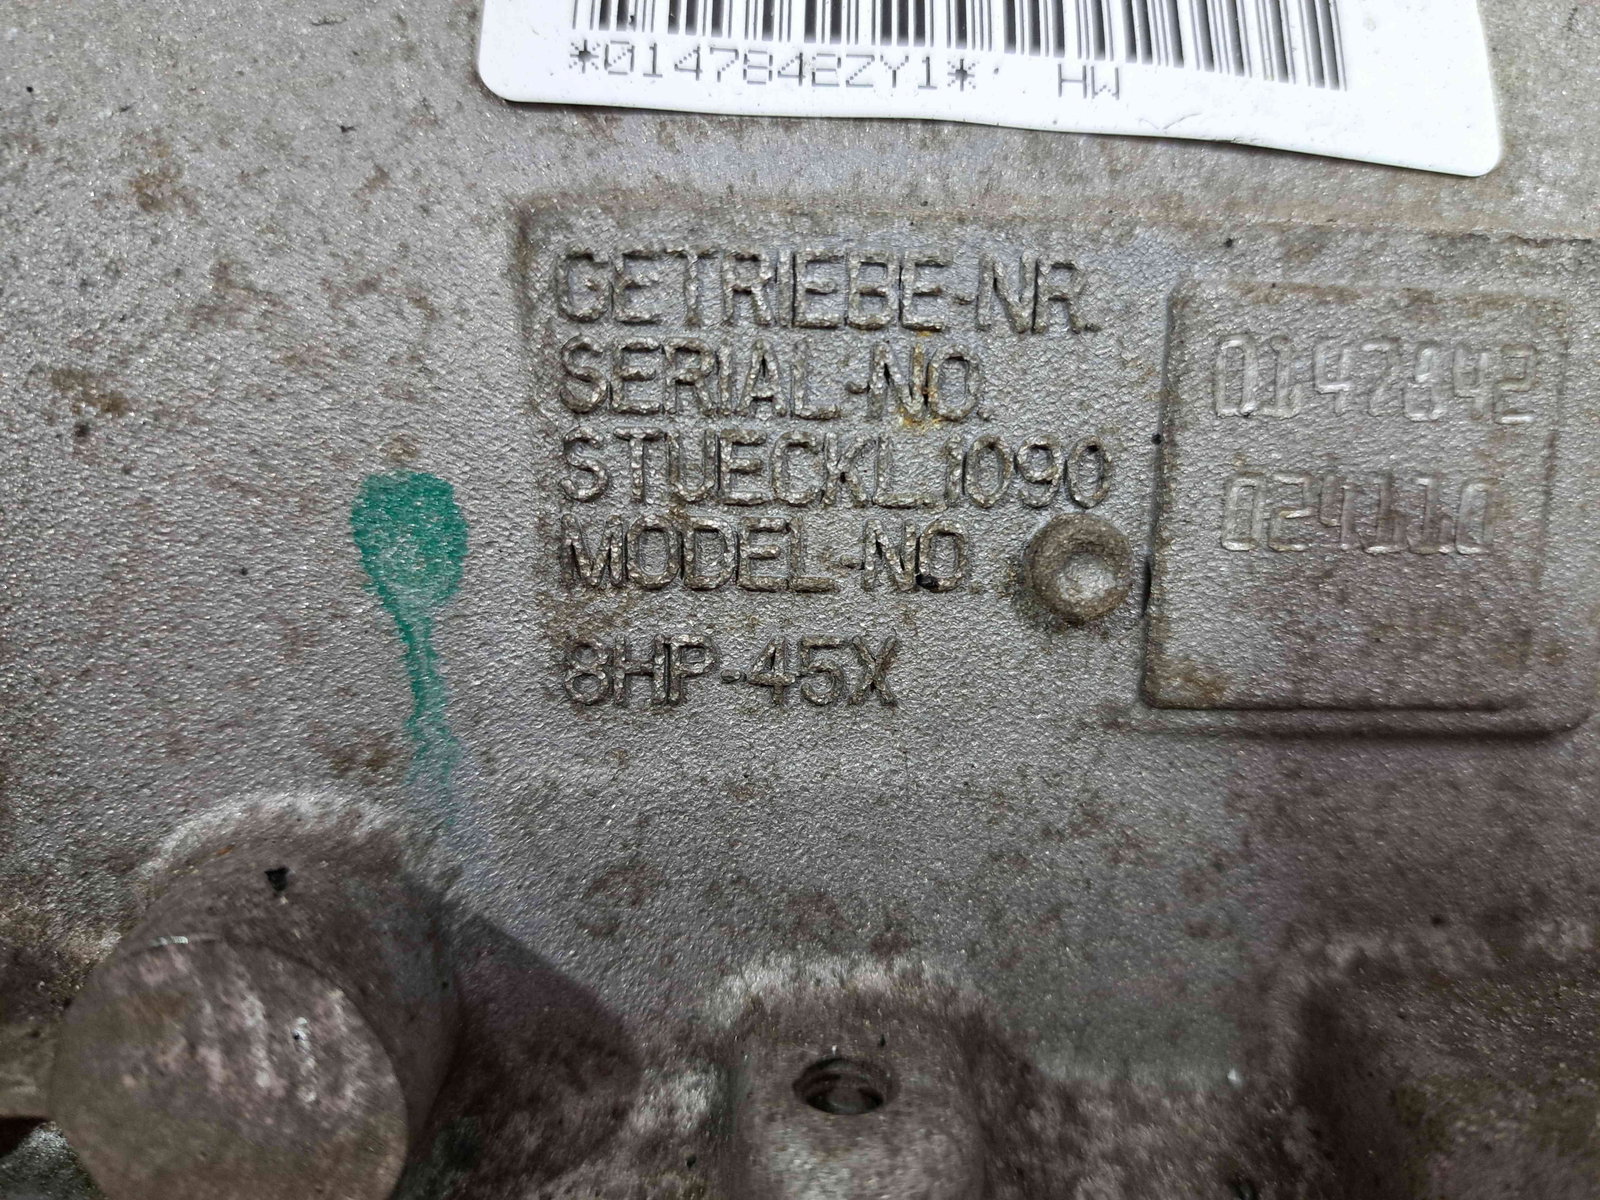 *0147842ZY1* HW
GETRIEBE-NR.
SERIAL-NO.
STUECKL.1090
MODEL-NO.
8HP-45X
0147842
024110